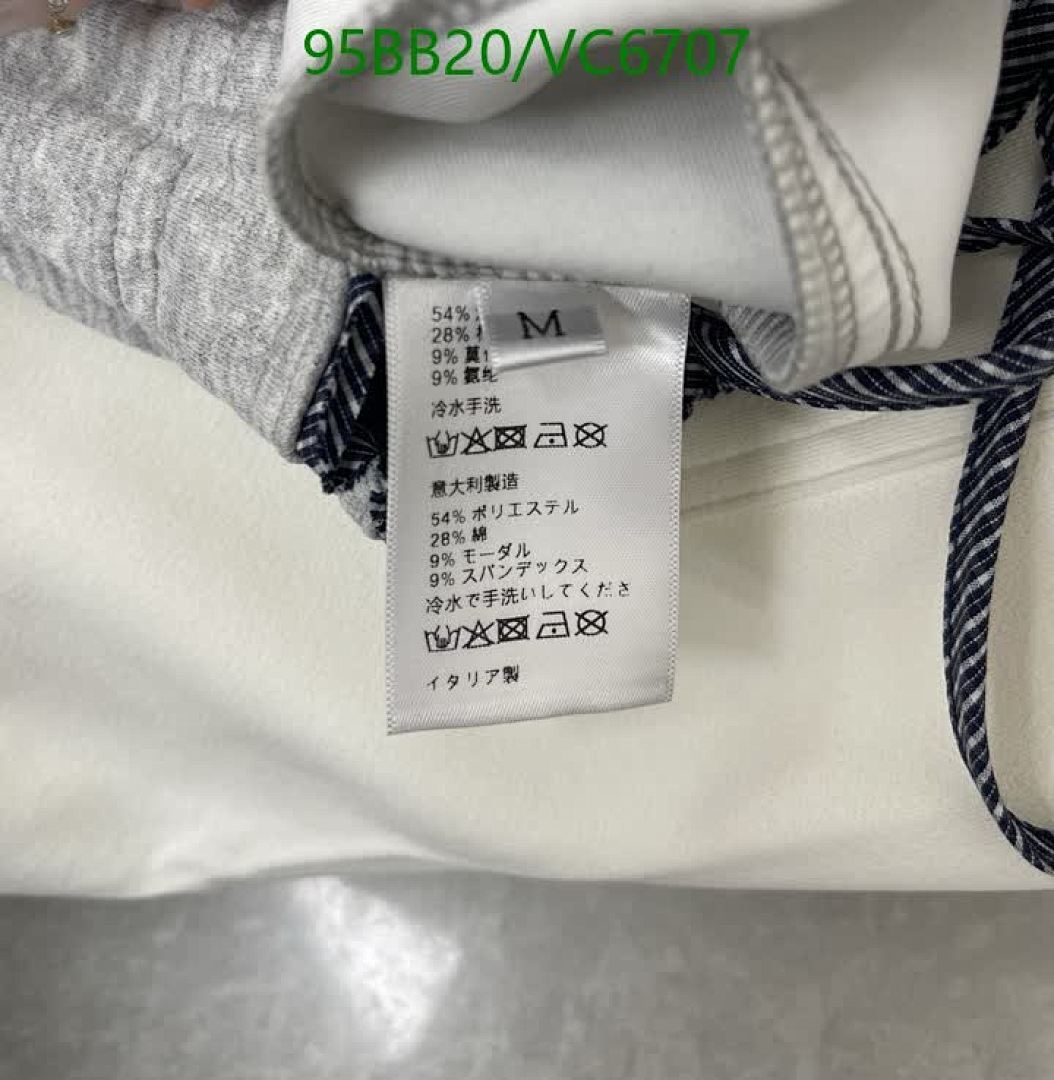 95BB20/VC6707
M
54%
28%
9%
9%
冷水手洗
意大利製造
54% ポリエステル
28% 綿
9% モーダル
9% スパンデックス
冷水で手洗いしてくださ
イタリア製